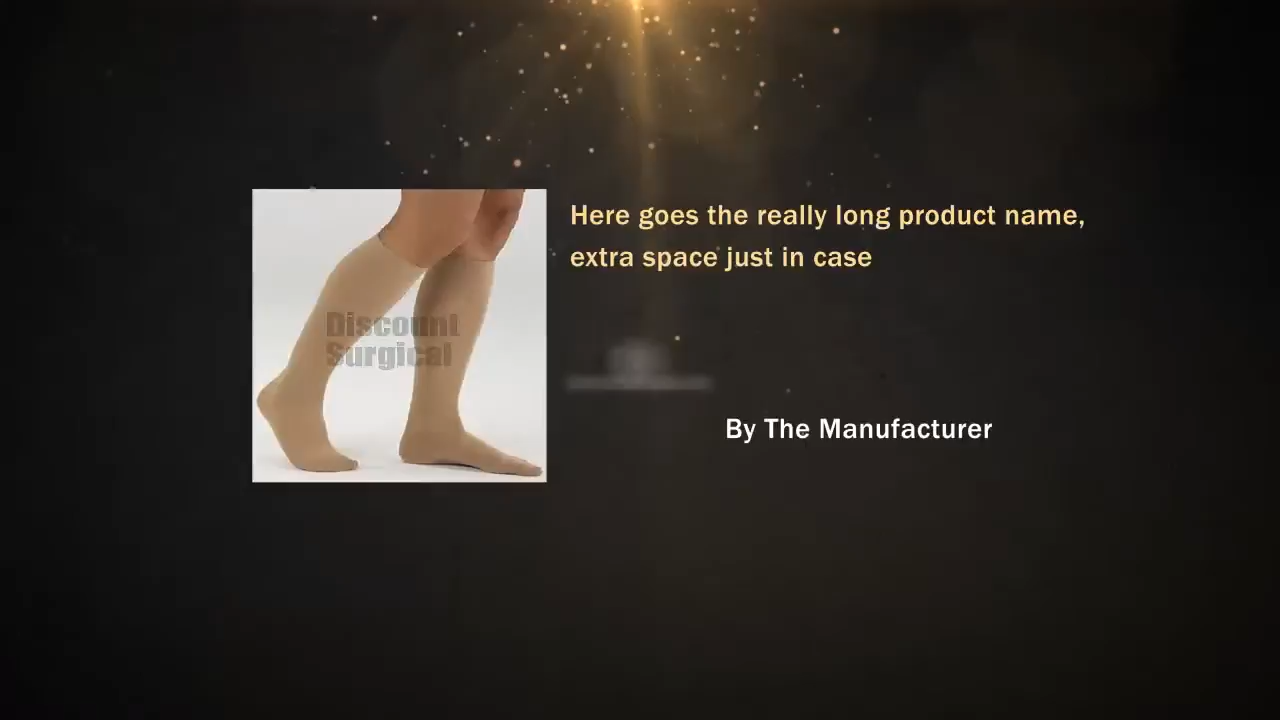 Here goes the really long product name,
extra space just in case
Discount
Surgical
By The Manufacturer